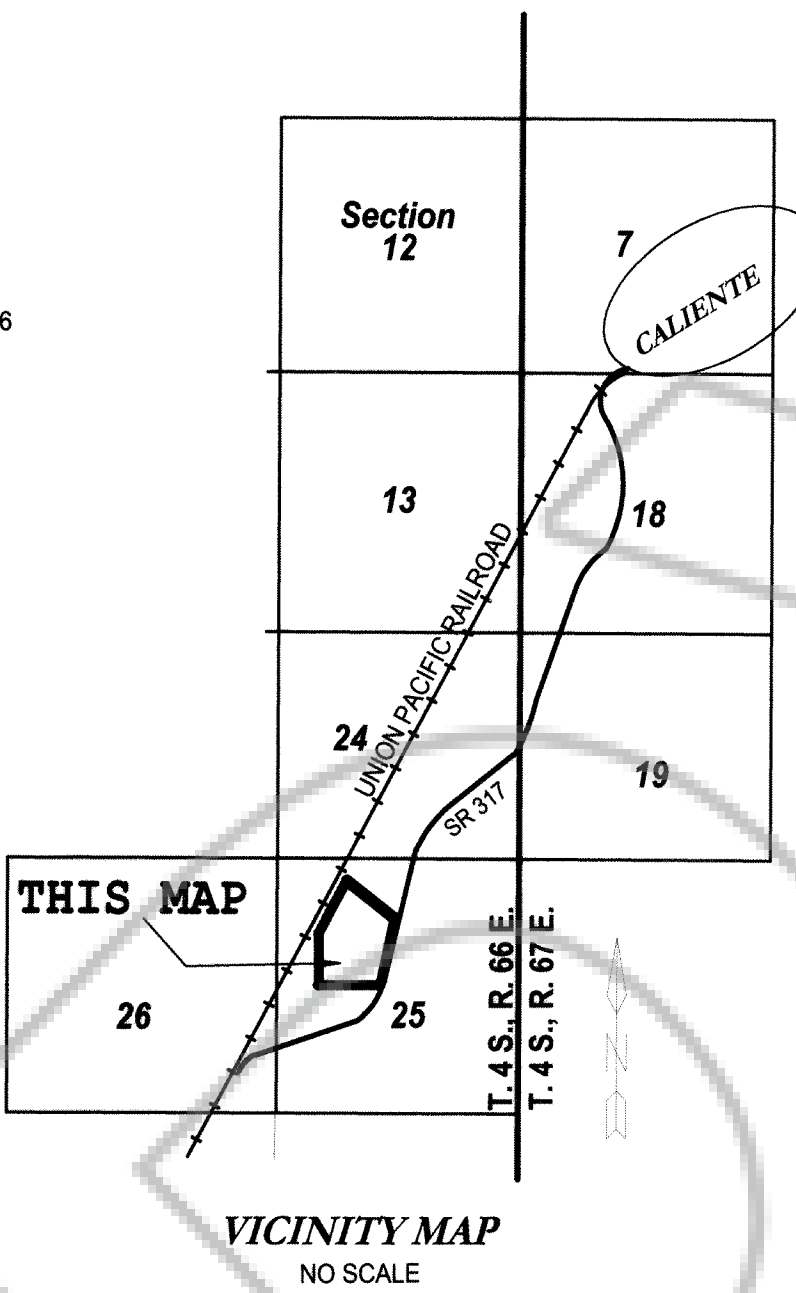 Section
12
7
CALIENTE
6
13
18
UNION PACIFIC RAILROAD
24
19
SR 317
THIS MAP
26
25
T. 4 S., R. 66 E.
T. 4 S., R. 67 E.
N
VICINITY MAP
NO SCALE